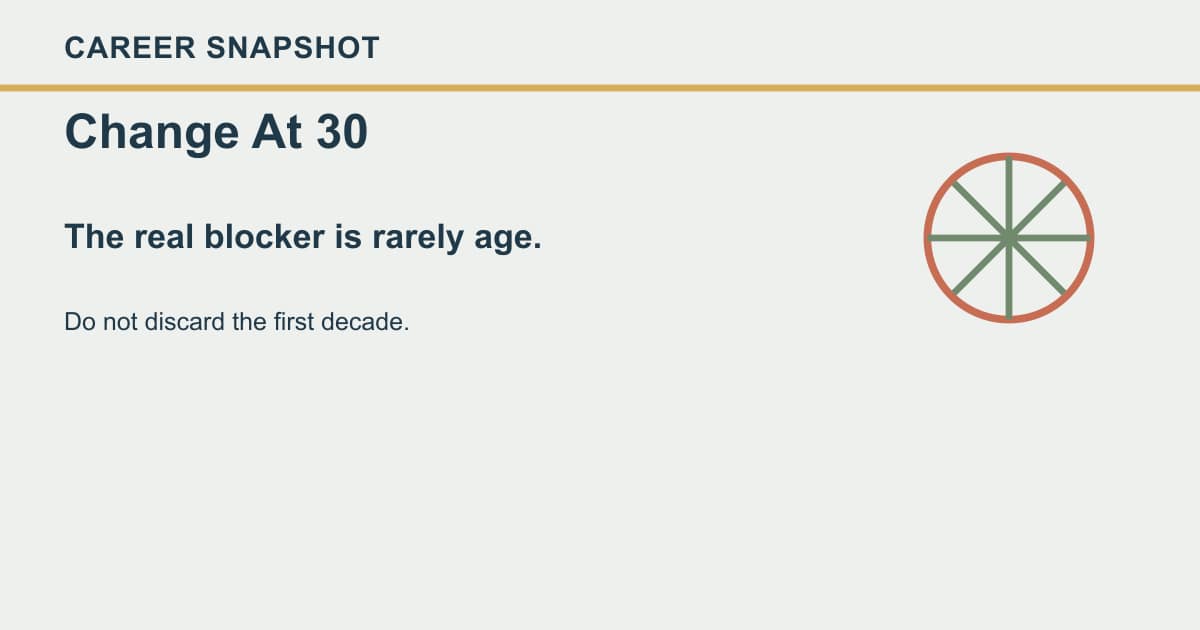 CAREER SNAPSHOT
Change At 30
The real blocker is rarely age.
Do not discard the first decade.